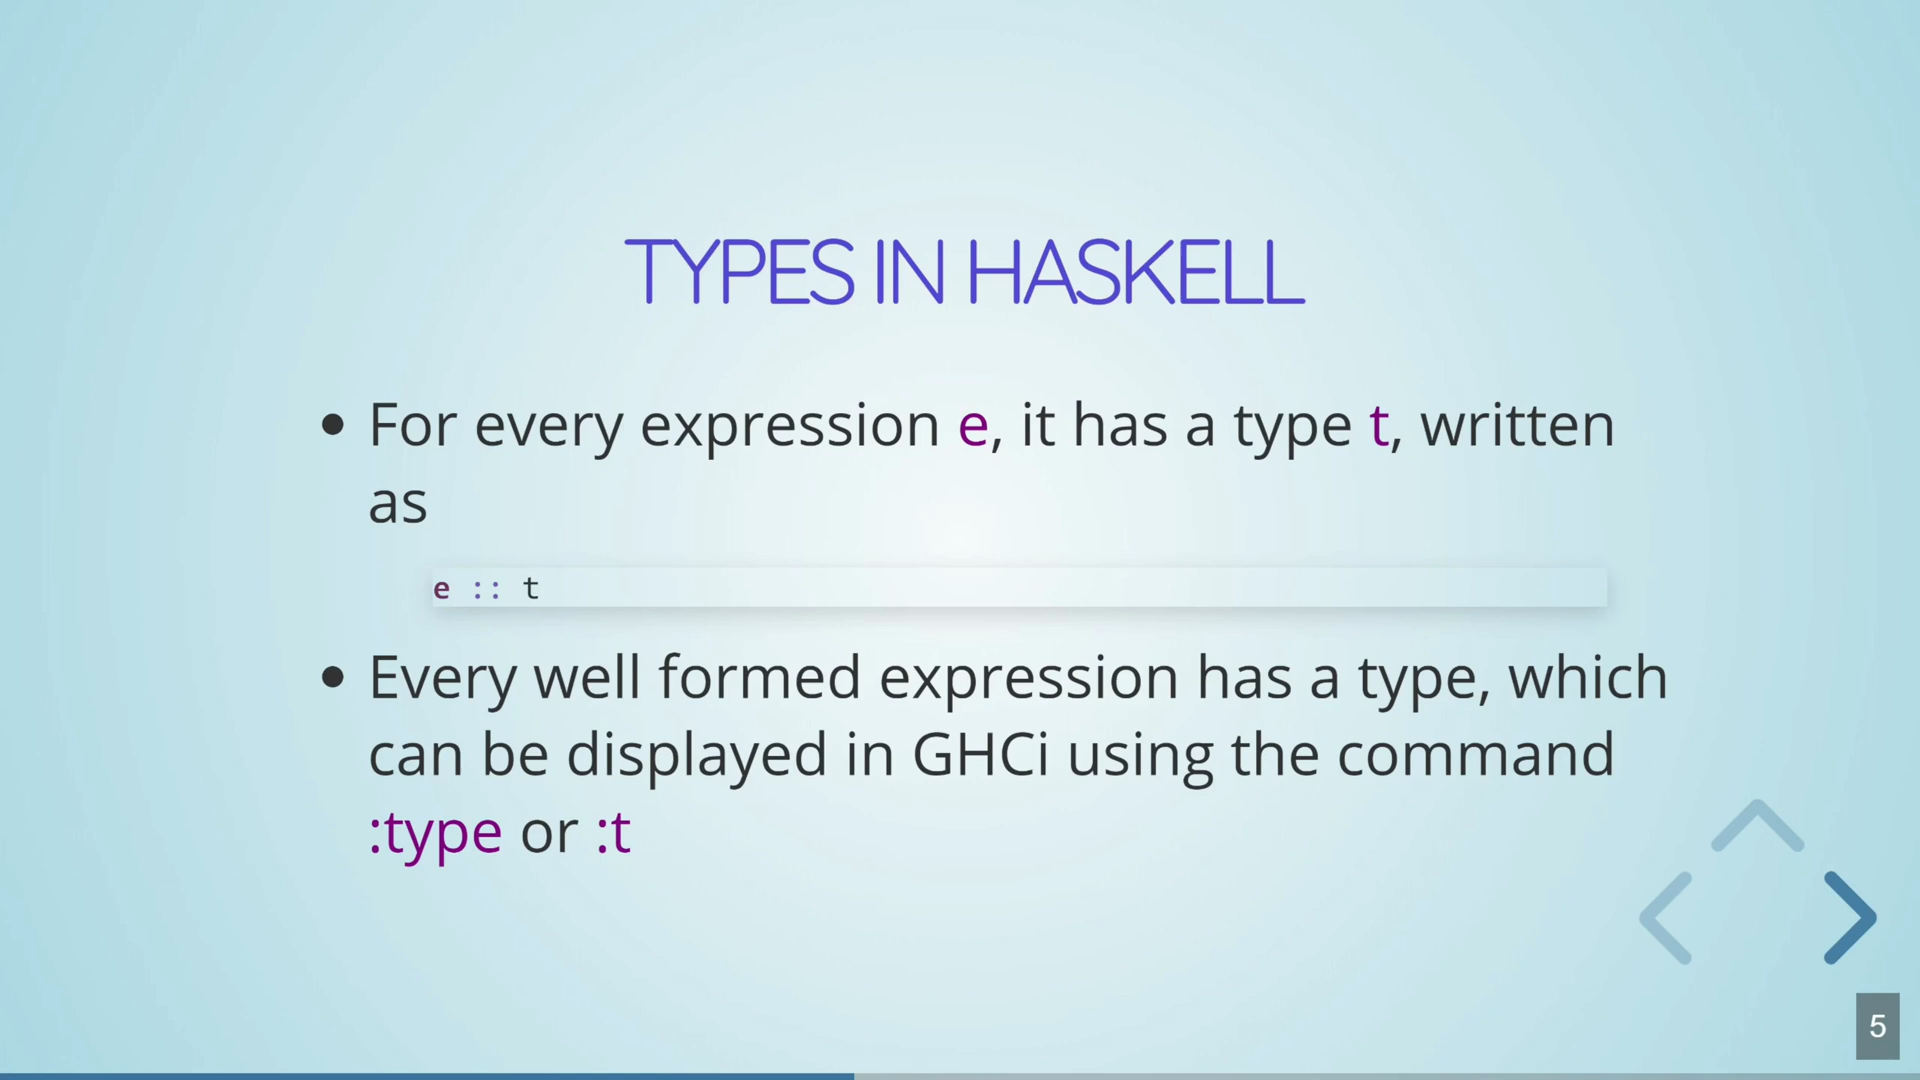 TYPES IN HASKELL
• For every expression e, it has a type t, written
as
e :: t
• Every well formed expression has a type, which
can be displayed in GHCi using the command
:type or :t
5